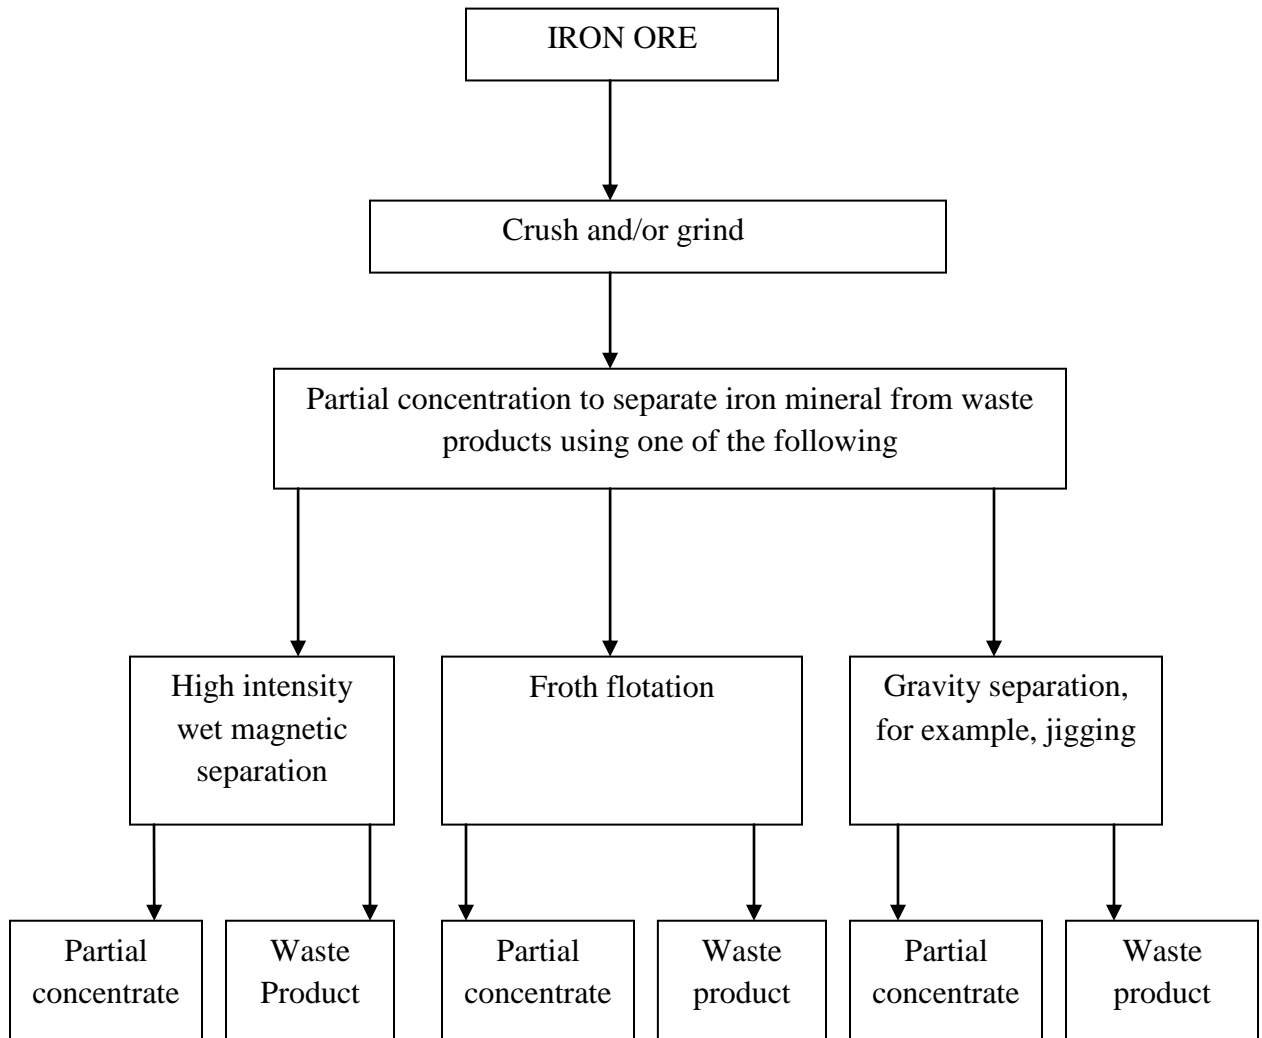 IRON ORE
Crush and/or grind
Partial concentration to separate iron mineral from waste
products using one of the following
High intensity
wet magnetic
separation
Froth flotation
Gravity separation,
for example, jigging
Partial
concentrate
Waste
Product
Partial
concentrate
Waste
product
Partial
concentrate
Waste
product